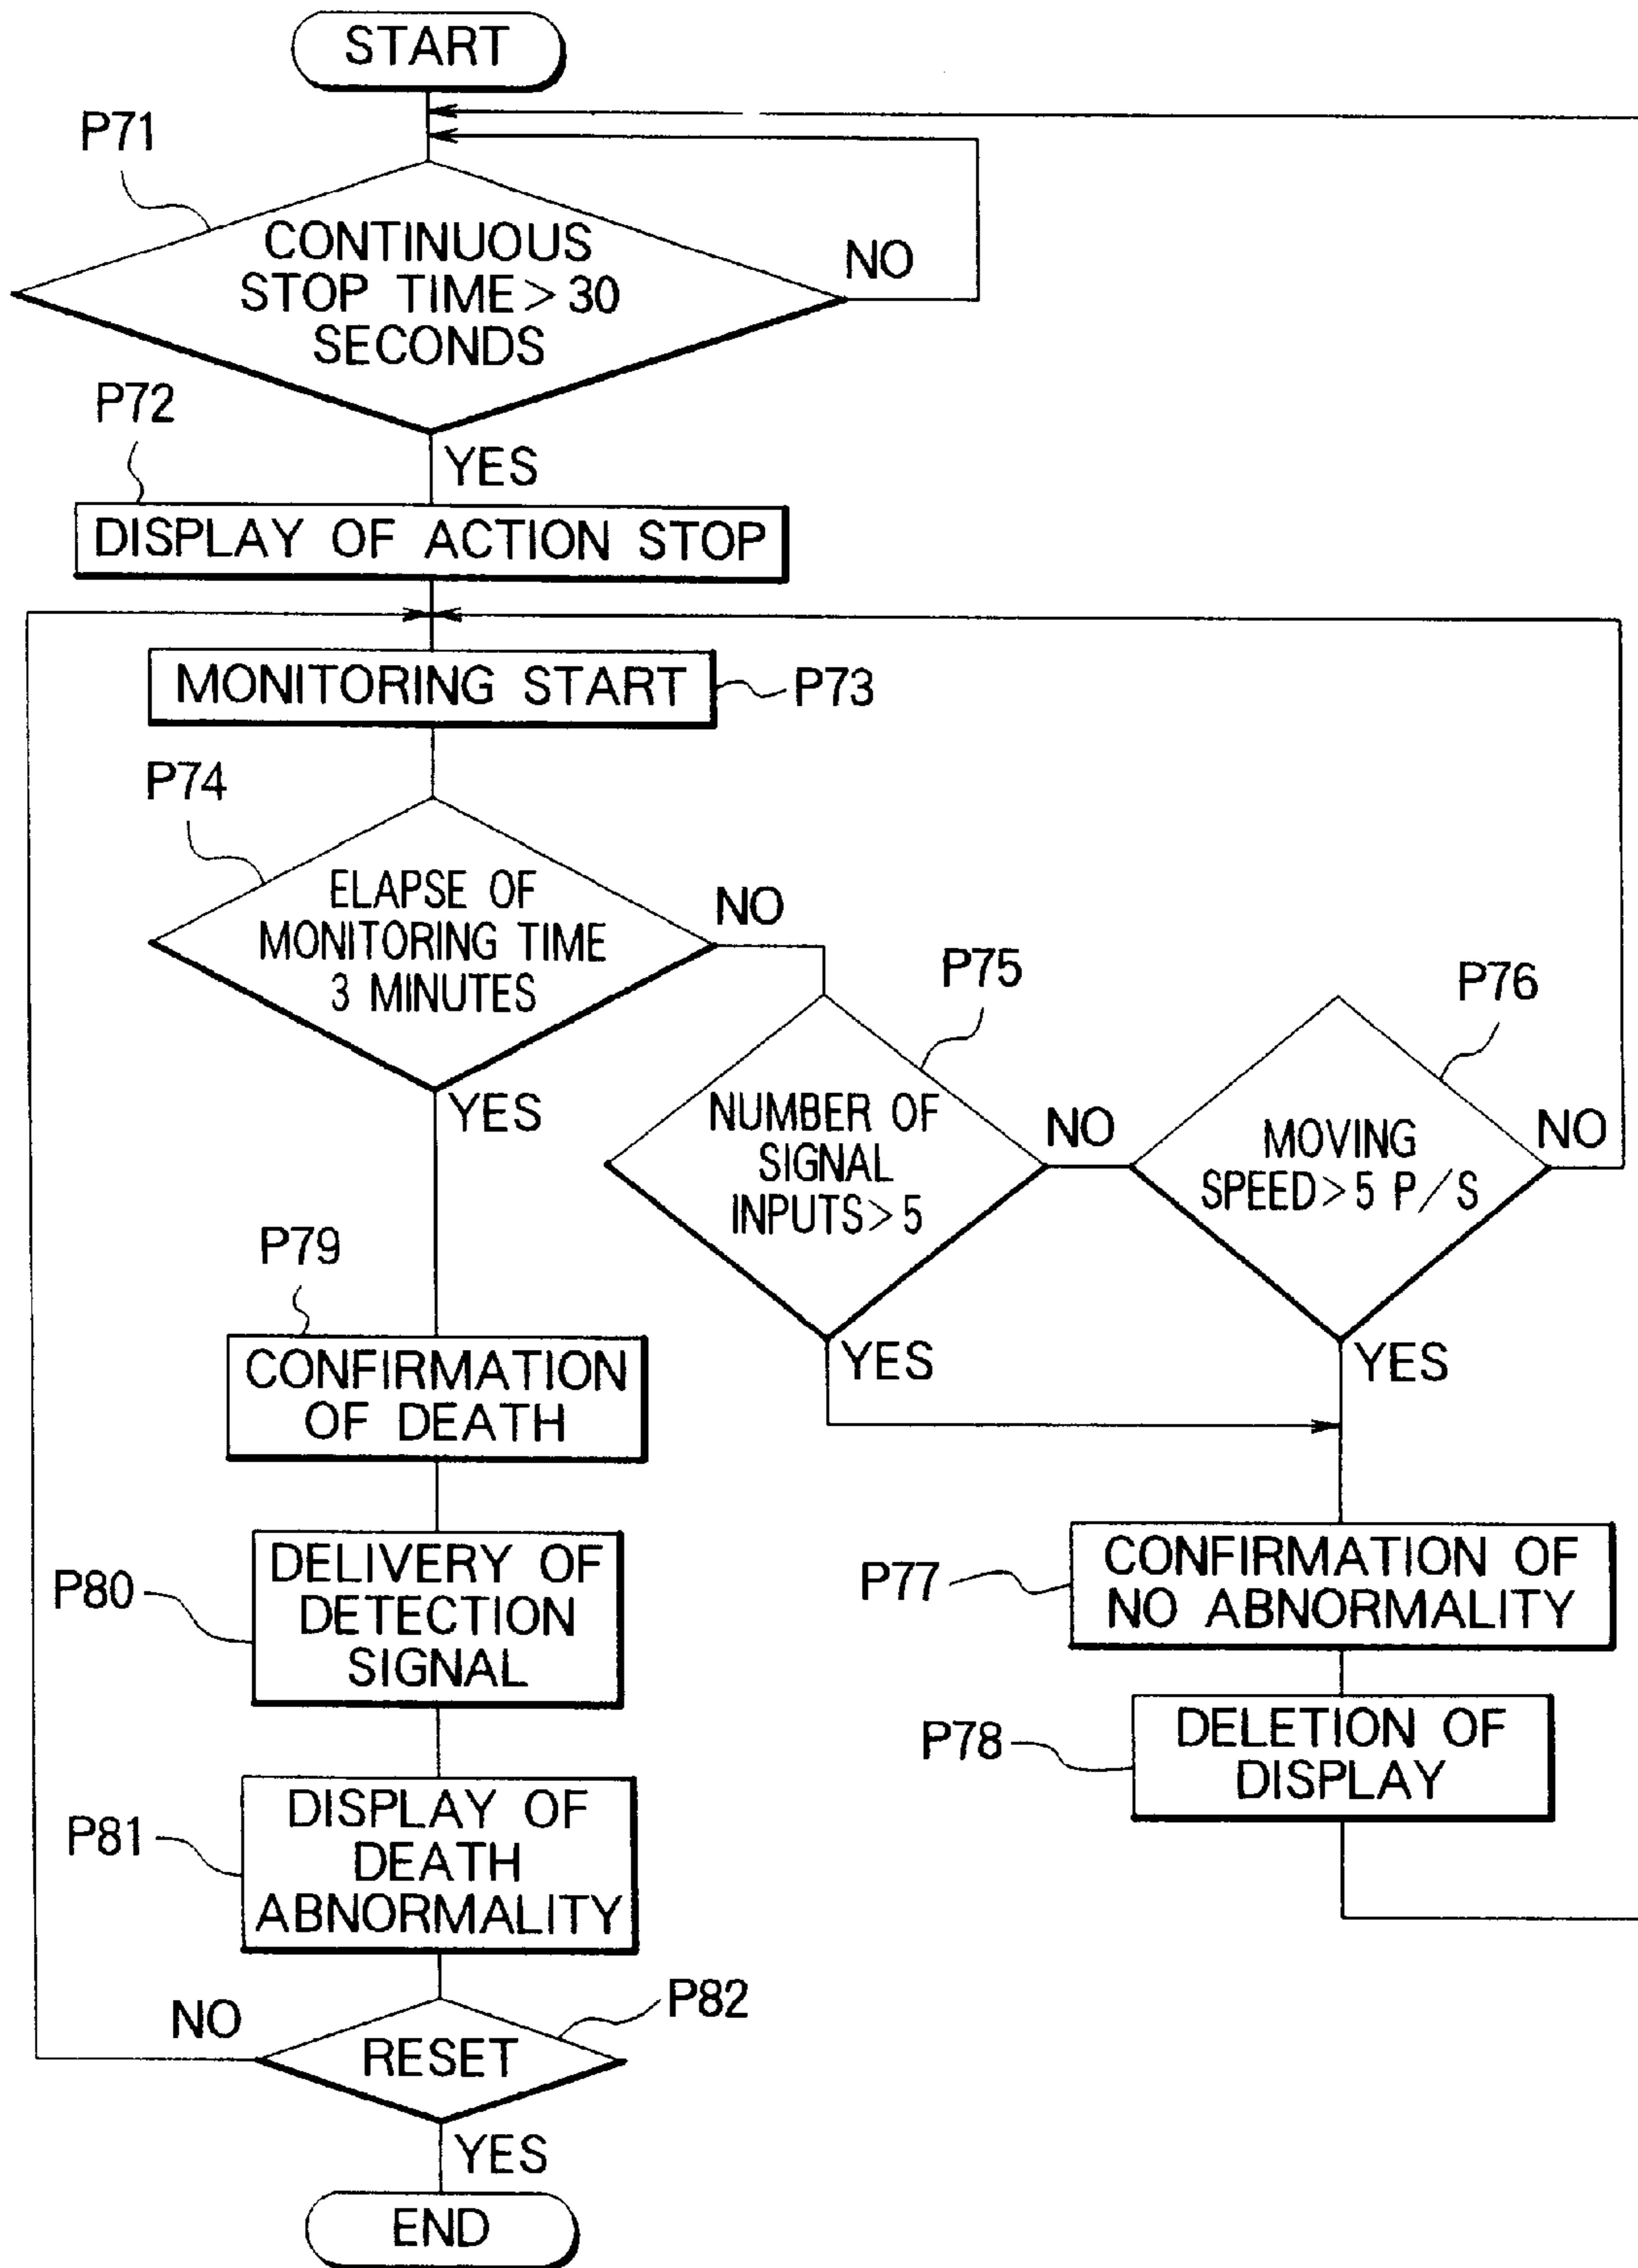 START
P71
CONTINUOUS
STOP TIME>30
SECONDS
NO
YES
P72
DISPLAY OF ACTION STOP
MONITORING START
P73
P74
ELAPSE OF
MONITORING TIME
3 MINUTES
NO
YES
P75
NUMBER OF
SIGNAL
INPUTS>5
NO
YES
P76
MOVING
SPEED>5 P/S
NO
YES
P77
CONFIRMATION OF
NO ABNORMALITY
P78
DELETION OF
DISPLAY
P79
CONFIRMATION
OF DEATH
P80
DELIVERY OF
DETECTION
SIGNAL
P81
DISPLAY OF
DEATH
ABNORMALITY
P82
RESET
NO
YES
END